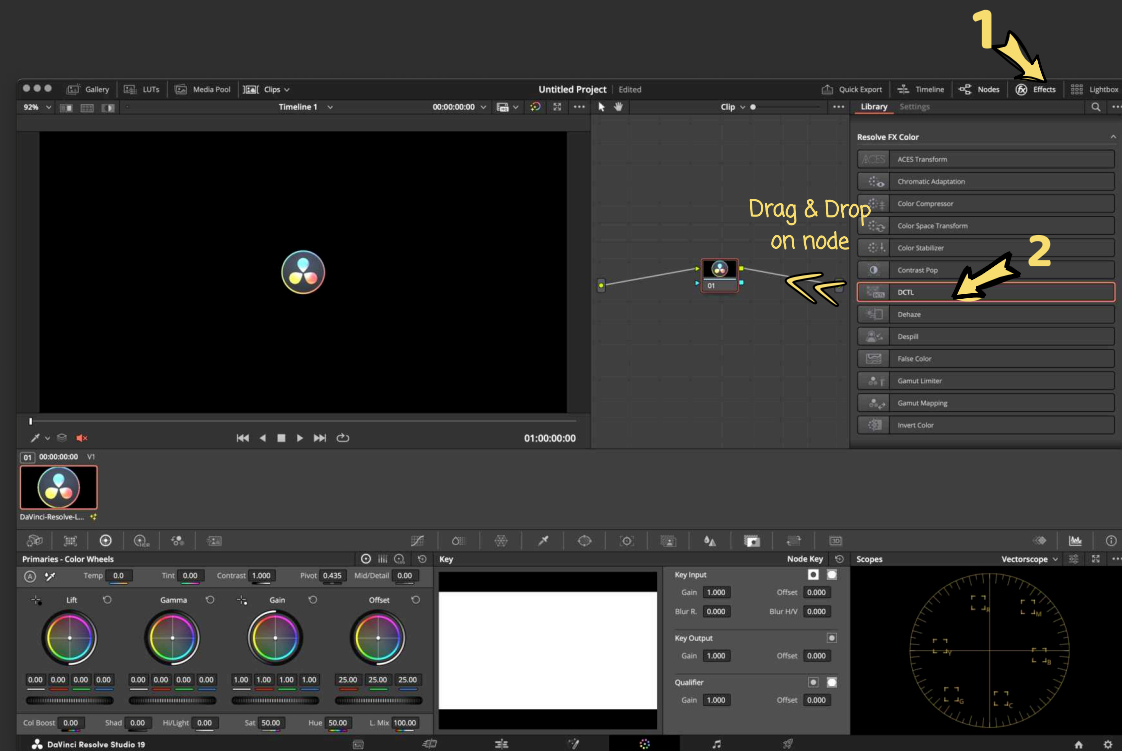 1
Gallery LUTs Media Pool Clips Untitled Project Edited Quick Export Timeline Nodes Effects Lightbox
92% Timeline 1 00:00:00:00 Clip Library Settings
Resolve FX Color
ACES Transform
Chromatic Adaptation
Color Compressor
Drag & Drop
on node
Color Space Transform
Color Stabilizer
2
Contrast Pop
DCTL
01
Dehaze
Despill
False Color
Gamut Limiter
Gamut Mapping
Invert Color
01:00:00:00
01 00:00:00:00 V1
DaVinci-Resolve-L...
Primaries - Color Wheels Key Node Key Scopes Vectorscope
Temp 0.0 Tint 0.00 Contrast 1.000 Pivot 0.435 Mid/Detail 0.00
Lift Gamma Gain Offset
0.00 0.00 0.00 0.00 0.00 0.00 0.00 0.00 1.00 1.00 1.00 1.00 25.00 25.00 25.00
Col Boost 0.00 Shad 0.00 Hi/Light 0.00 Sat 50.00 Hue 50.00 L. Mix 100.00
Key Input
Gain 1.000 Offset 0.000
Blur R. 0.000 Blur H/V 0.000
Key Output
Gain 1.000 Offset 0.000
Qualifier
Gain 1.000 Offset 0.000
R M
Y B
G C
DaVinci Resolve Studio 19